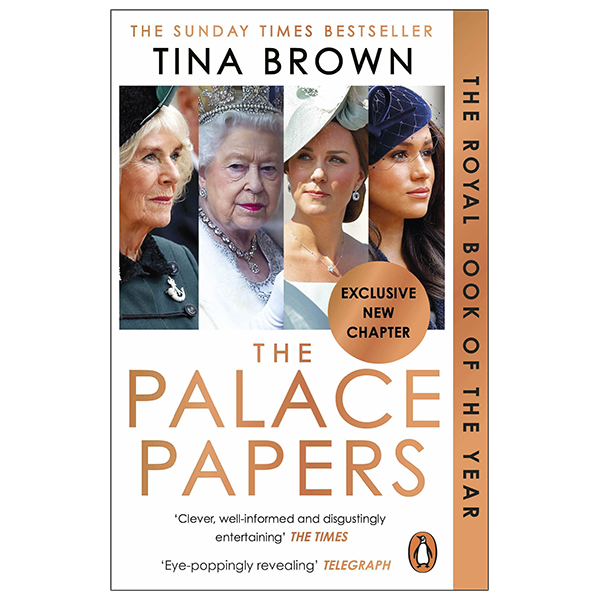 THE SUNDAY TIMES BESTSELLER
TINA BROWN
THE ROYAL BOOK OF THE YEAR
EXCLUSIVE
NEW
CHAPTER
THE
PALACE
PAPERS
‘Clever, well-informed and disgustingly
entertaining’ THE TIMES
‘Eye-poppingly revealing’ TELEGRAPH